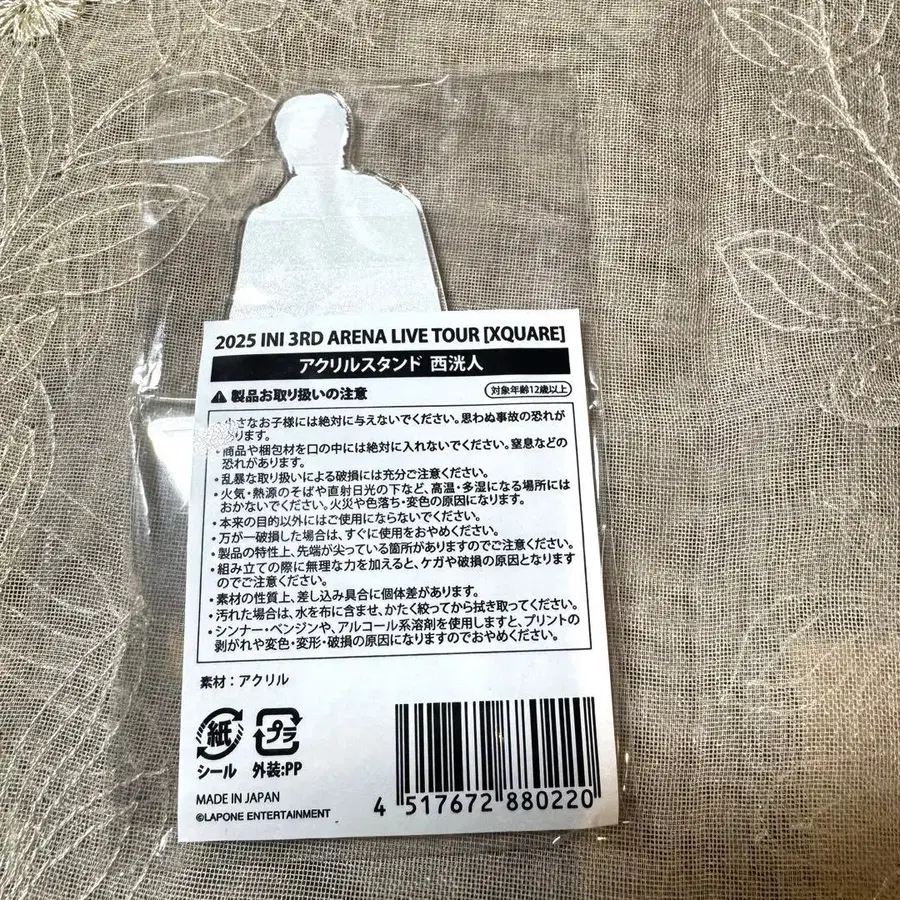 2025 INI 3RD ARENA LIVE TOUR [XQUARE]
アクリルスタンド 西洸人
製品お取り扱いの注意
対象年齢12歳以上
小さなお子様には絶対に与えないでください。思わぬ事故の恐れが
あります。
・商品や梱包材を口の中には絶対に入れないでください。窒息などの
恐れがあります。
・乱暴な取り扱いによる破損には充分ご注意ください。
・火気・熱源のそばや直射日光の下など、高温・多湿になる場所には
おかないでください。火災や色落ち・変色の原因になります。
・本来の目的以外にはご使用にならないでください。
・万が一破損した場合は、すぐに使用をおやめください。
・製品の特性上、先端が尖っている箇所がありますのでご注意ください。
・組み立ての際に無理な力を加えると、ケガや破損の原因となります
のでご注意ください。
・素材の性質上、差し込み具合に個体差があります。
・汚れた場合は、水を布に含ませ、かたく絞ってから拭き取ってください。
・シンナー・ベンジンや、アルコール系溶剤を使用しますと、プリントの
剥がれや変色・変形・破損の原因になりますのでおやめください。
素材：アクリル
紙 プラ
シール 外装:PP
MADE IN JAPAN
©LAPONE ENTERTAINMENT
4 517672 880220